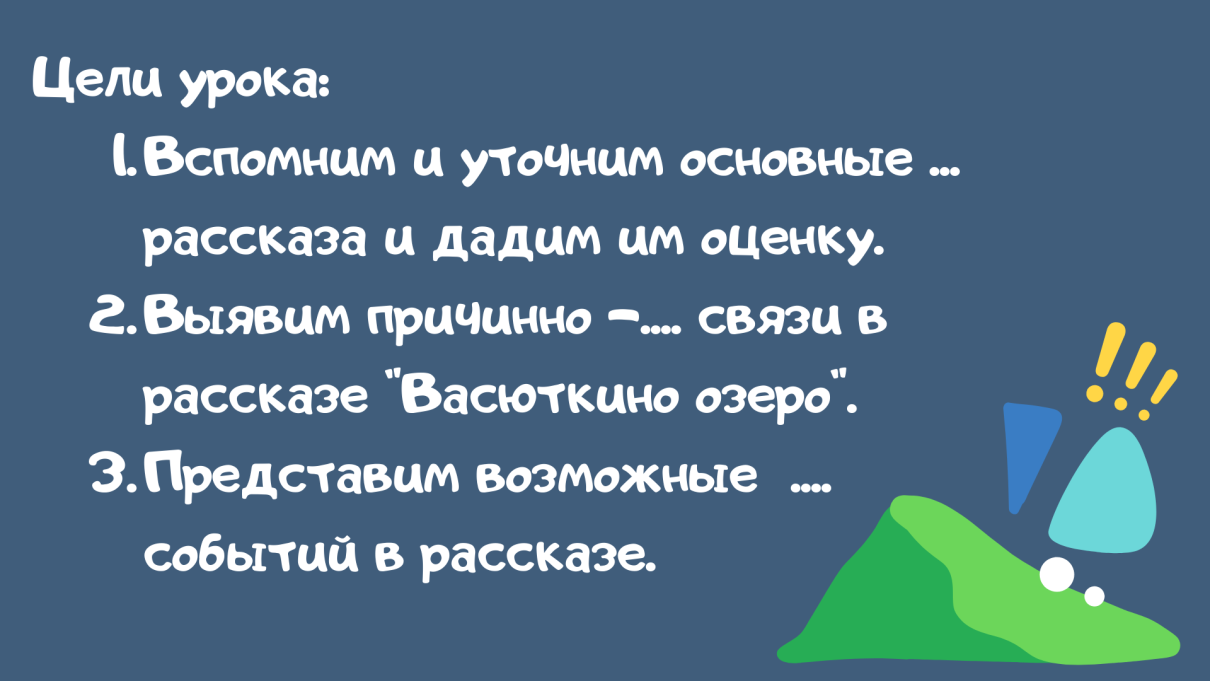 Цели урока:
1. Вспомним и уточним основные ...
рассказа и дадим им оценку.
2. Выявим причинно -.... связи в
рассказе "Васюткино озеро".
3. Представим возможные ....
событий в рассказе.